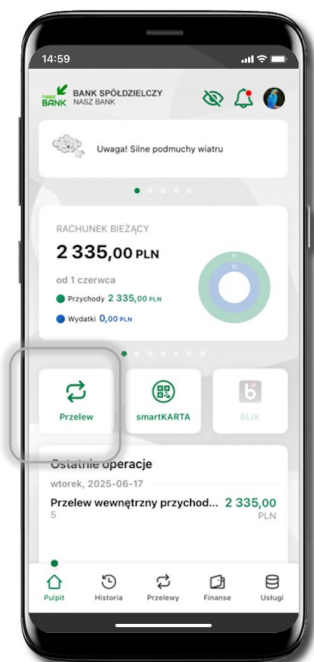 14:59
NASZ BANK
BANK SPÓŁDZIELCZY
NASZ BANK
Uwaga! Silne podmuchy wiatru
RACHUNEK BIEŻĄCY
2 335,00 PLN
od 1 czerwca
Przychody 2 335,00 PLN
Wydatki 0,00 PLN
P
W
Przelew
smartKARTA
BLIK
Ostatnie operacje
wtorek, 2025-06-17
Przelew wewnętrzny przychod... 2 335,00
5 PLN
Pulpit Historia Przelewy Finanse Usługi